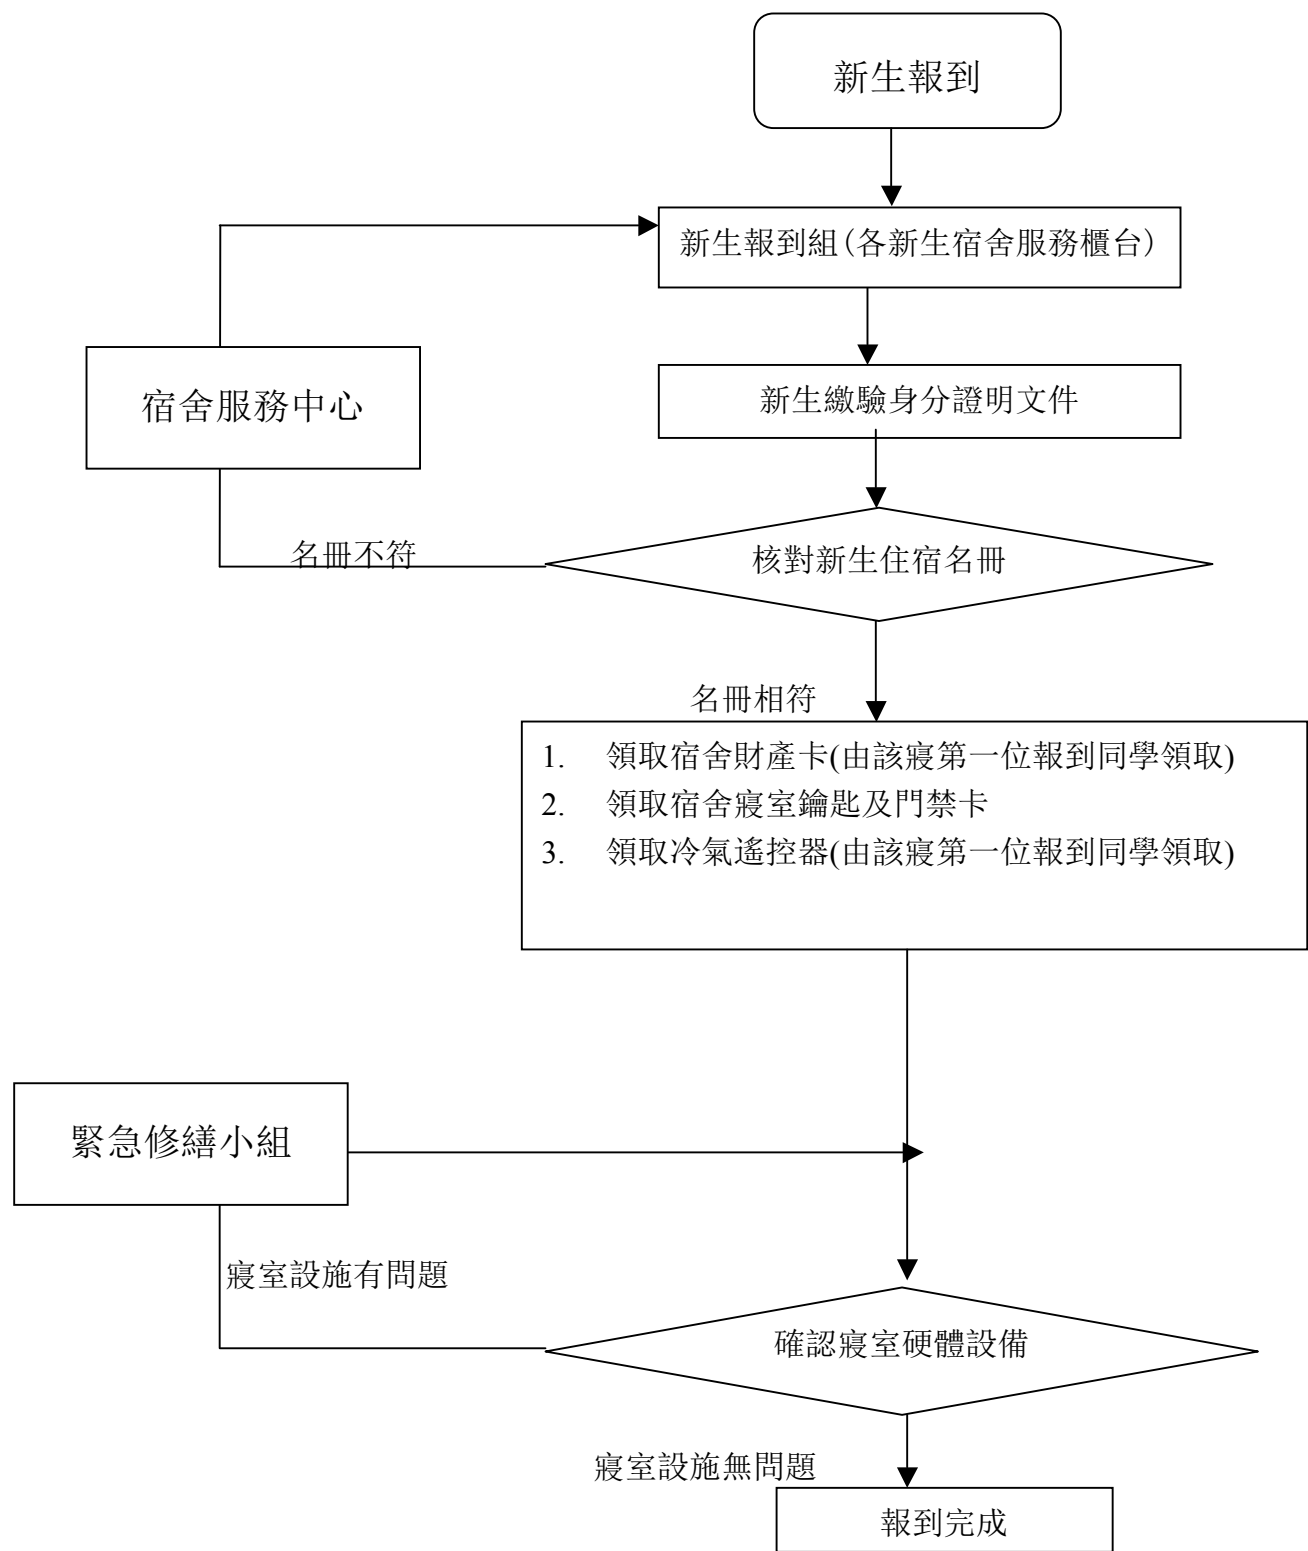 新生報到
新生報到組(各新生宿舍服務櫃台)
宿舍服務中心
新生繳驗身分證明文件
名冊不符
核對新生住宿名冊
名冊相符
1. 領取宿舍財產卡(由該寢第一位報到同學領取)
2. 領取宿舍寢室鑰匙及門禁卡
3. 領取冷氣遙控器(由該寢第一位報到同學領取)
緊急修繕小組
寢室設施有問題
確認寢室硬體設備
寢室設施無問題
報到完成